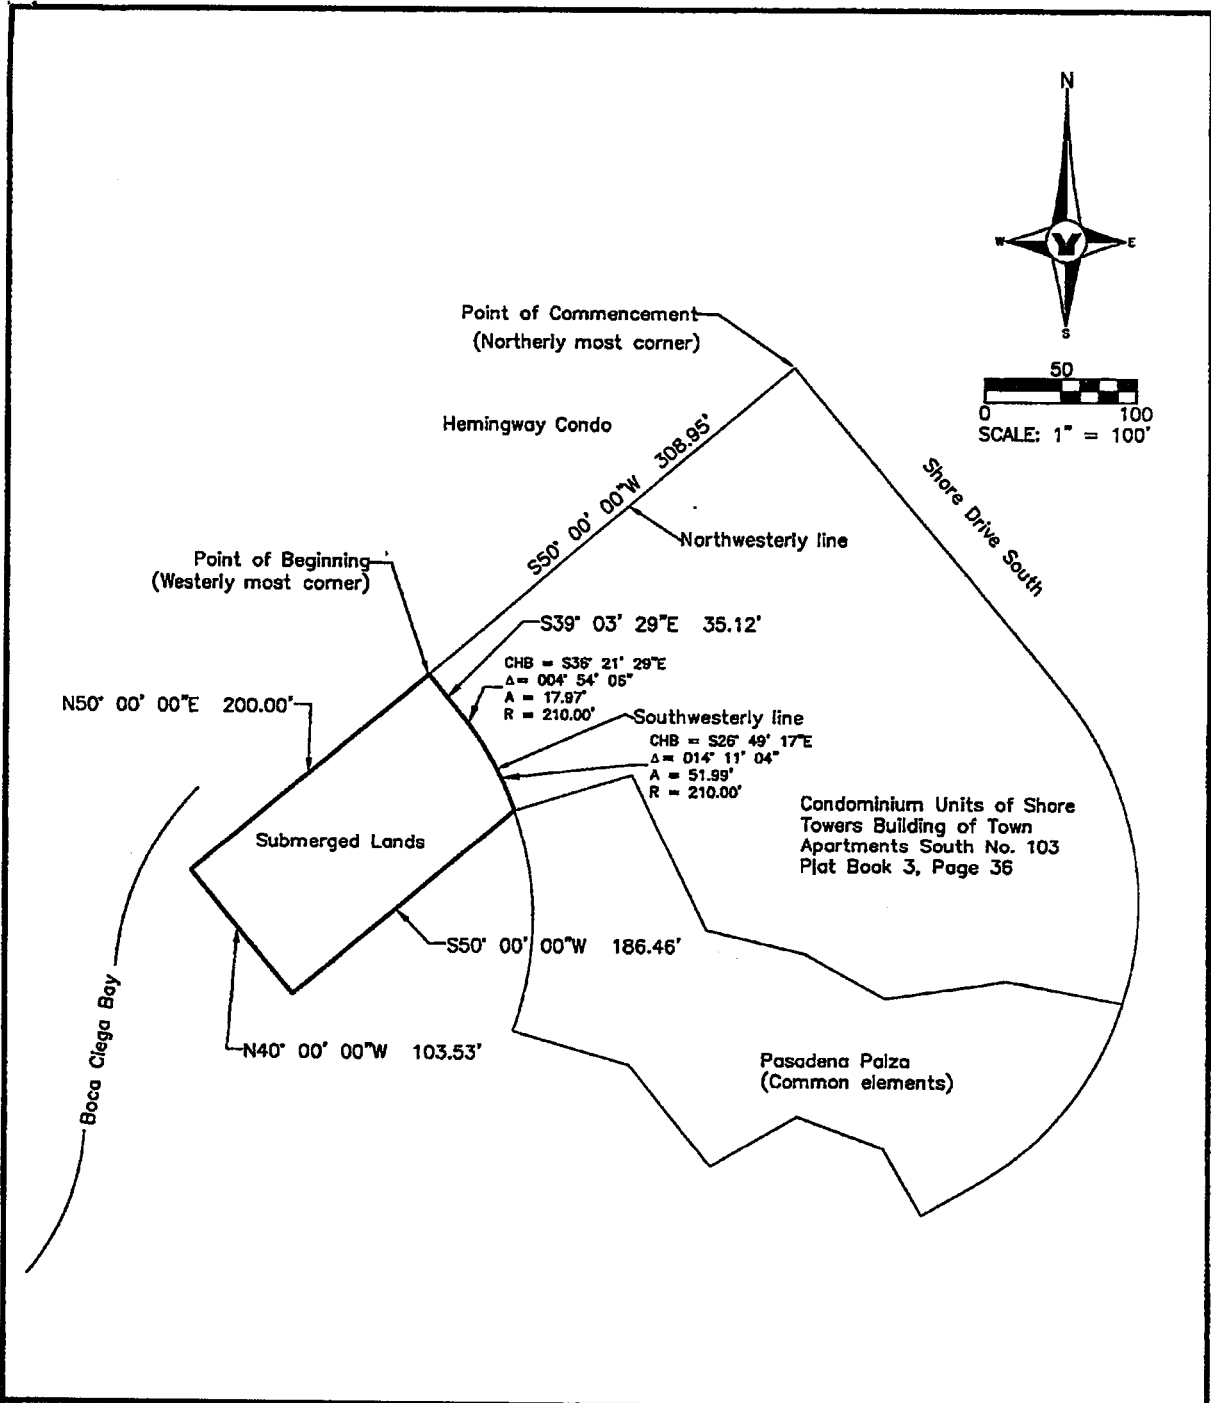 N
W
E
S
50
0 100
SCALE: 1" = 100'
Point of Commencement
(Northerly most corner)
Hemingway Condo
S50° 00' 00"W 308.95'
Northwesterly line
Shore Drive South
Point of Beginning
(Westerly most corner)
S39° 03' 29"E 35.12'
CHB = S36° 21' 29"E
Δ= 004° 54' 06"
A = 17.97'
R = 210.00'
N50° 00' 00"E 200.00'
Southwesterly line
CHB = S26° 49' 17"E
Δ= 014° 11' 04"
A = 51.99'
R = 210.00'
Submerged Lands
Condominium Units of Shore
Towers Building of Town
Apartments South No. 103
Plat Book 3, Page 36
S50° 00' 00"W 186.46'
Boca Ciega Bay
N40° 00' 00"W 103.53'
Pasadena Palza
(Common elements)